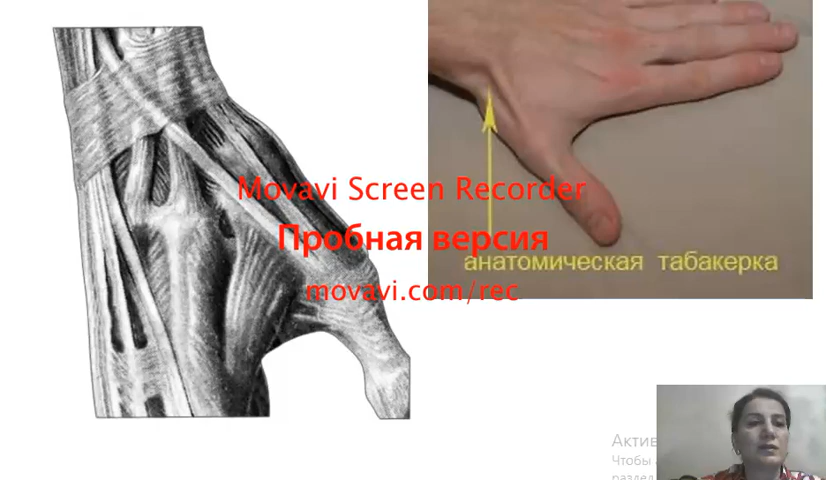 Movavi Screen Recorder
Пробная версия
анатомическая табакерка
movavi.com/rec
Актив
Чтобы
раздел